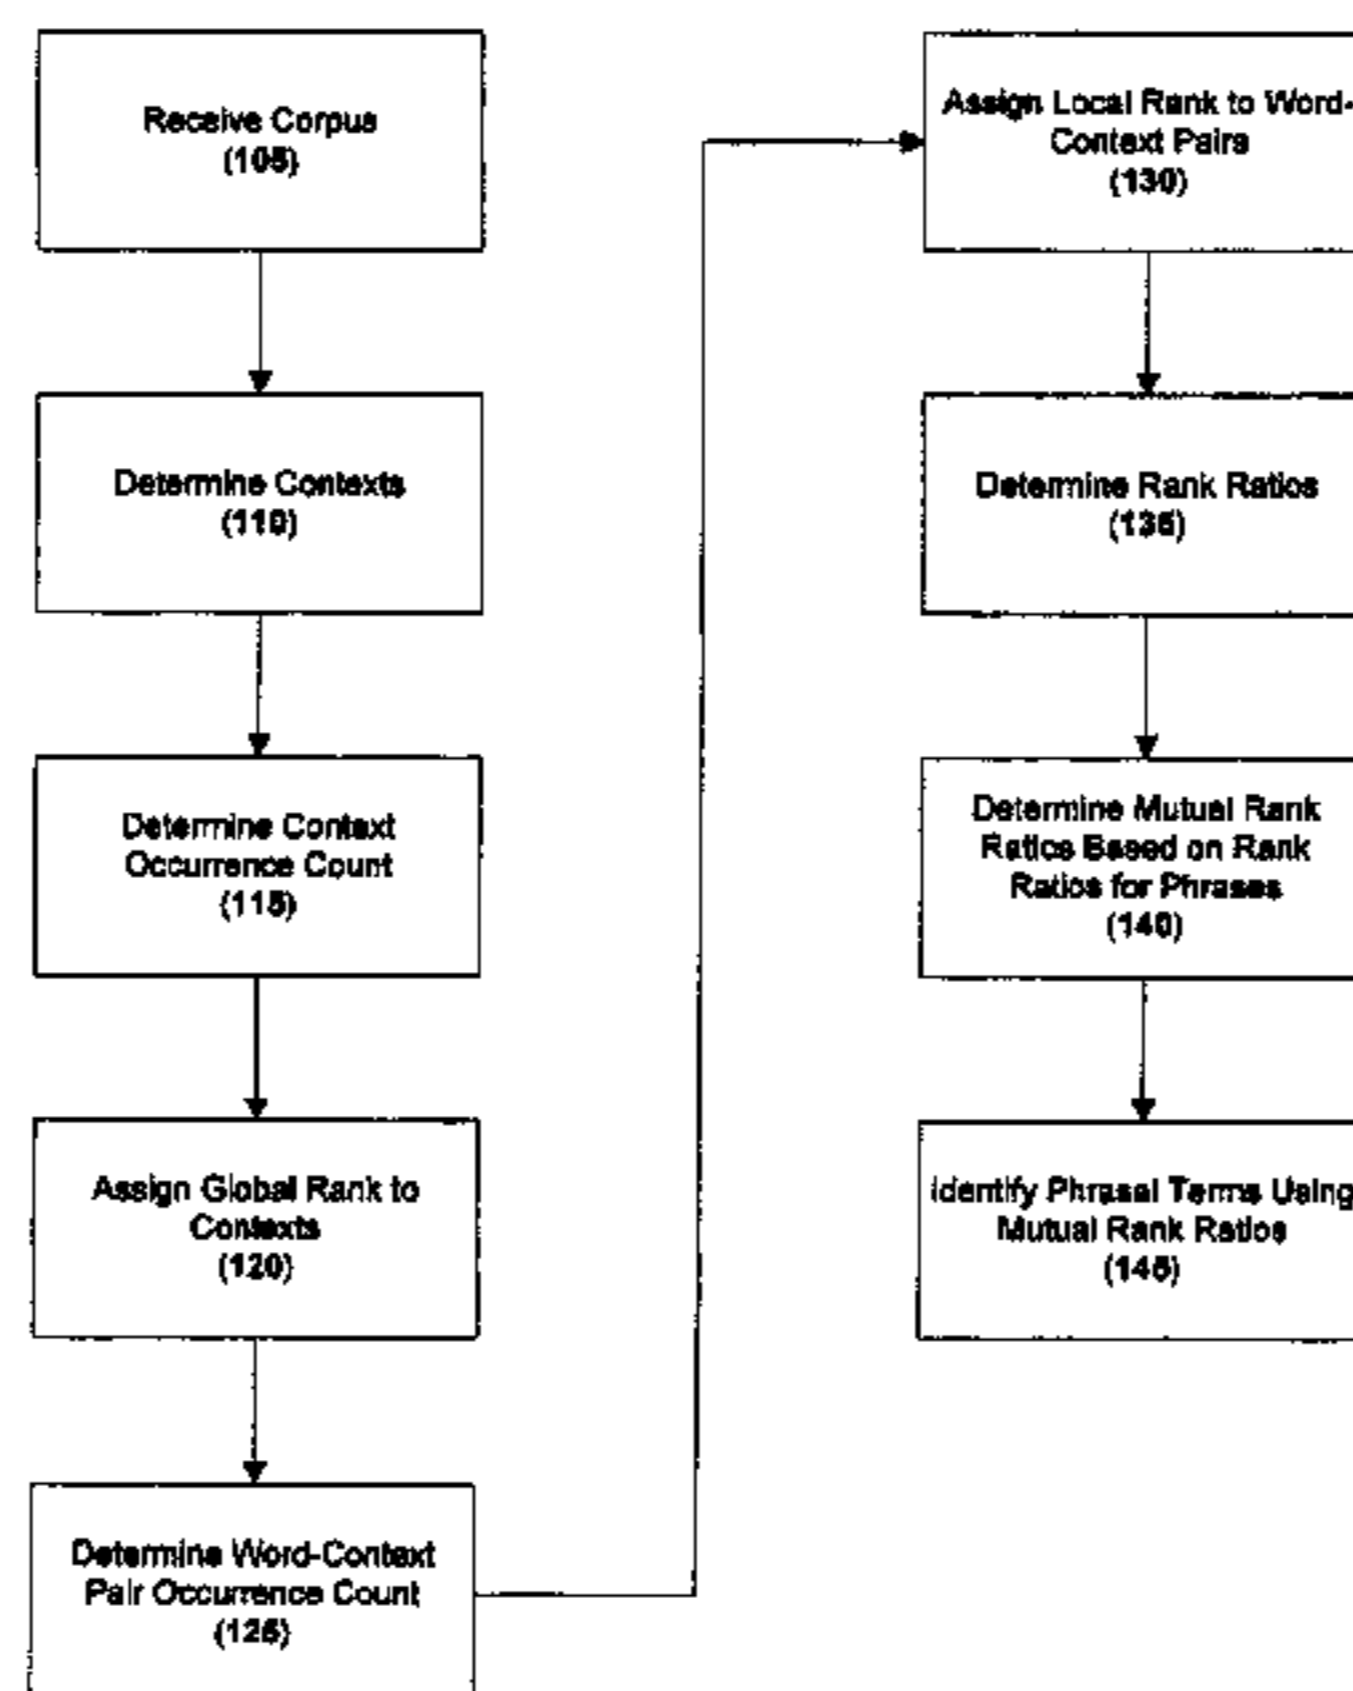 Receive Corpus
(105)
Determine Contexts
(110)
Determine Context
Occurrence Count
(115)
Assign Global Rank to
Contexts
(120)
Determine Word-Context
Pair Occurrence Count
(125)
Assign Local Rank to Word-
Context Pairs
(130)
Determine Rank Ratios
(135)
Determine Mutual Rank
Ratios Based on Rank
Ratios for Phrases
(140)
Identify Phrasal Terms Using
Mutual Rank Ratios
(145)